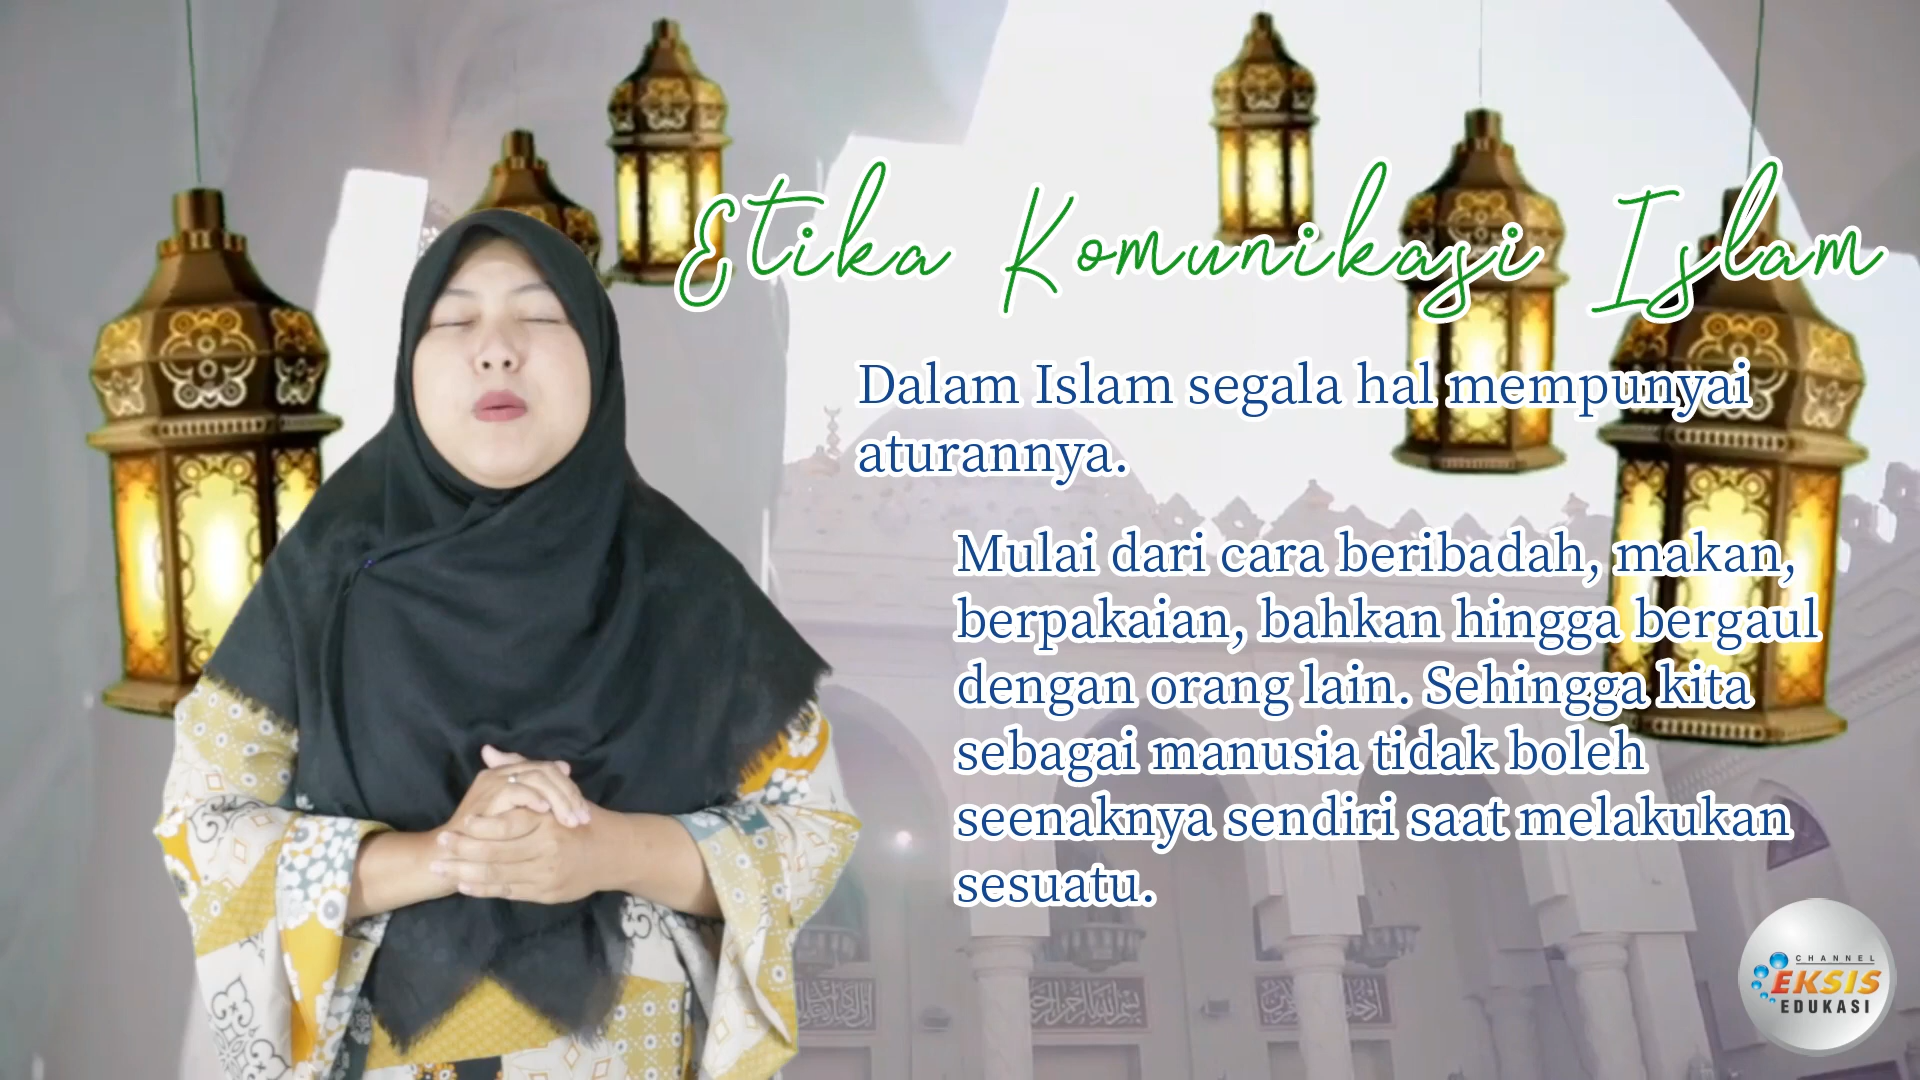 Etika Komunikasi Islam
Dalam Islam segala hal mempunyai
aturannya.
Mulai dari cara beribadah, makan,
berpakaian, bahkan hingga bergaul
dengan orang lain. Sehingga kita
sebagai manusia tidak boleh
seenaknya sendiri saat melakukan
sesuatu.
CHANNEL
EKSIS
EDUKASI